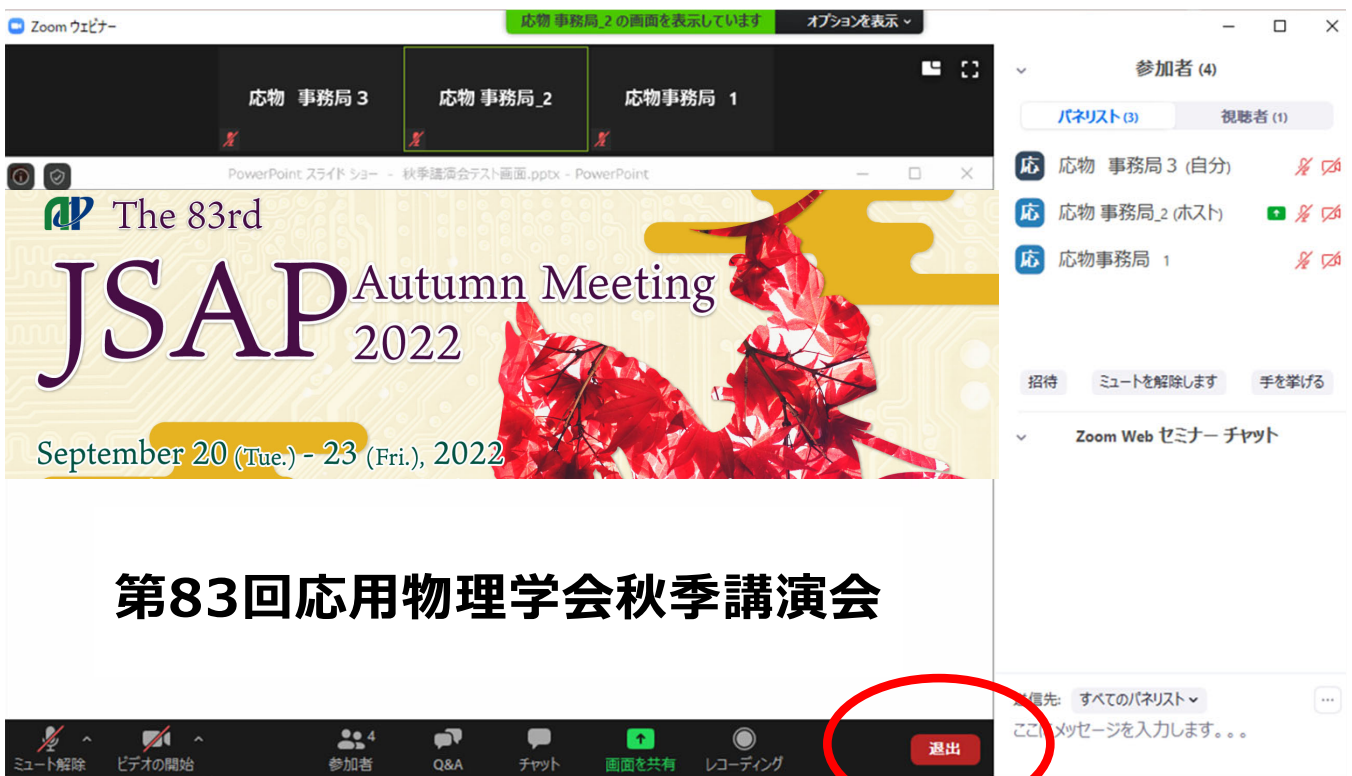 Zoom ウェビナー
応物 事務局_2 の画面を表示しています
オプションを表示
応物 事務局 3
応物 事務局_2
応物事務局 1
PowerPoint スライド ショー - 秋季講演会テスト画面.pptx - PowerPoint
The 83rd
JSAP Autumn Meeting
2022
September 20 (Tue.) - 23 (Fri.), 2022
第83回応用物理学会秋季講演会
ミュート解除
ビデオの開始
4
参加者
Q&A
チャット
画面を共有
レコーディング
退出
参加者 (4)
パネリスト (3)
視聴者 (1)
応 応物 事務局 3 (自分)
応 応物 事務局_2 (ホスト)
応 応物事務局 1
招待
ミュートを解除します
手を挙げる
Zoom Web セミナー チャット
信先: すべてのパネリスト
ここにメッセージを入力します。。。